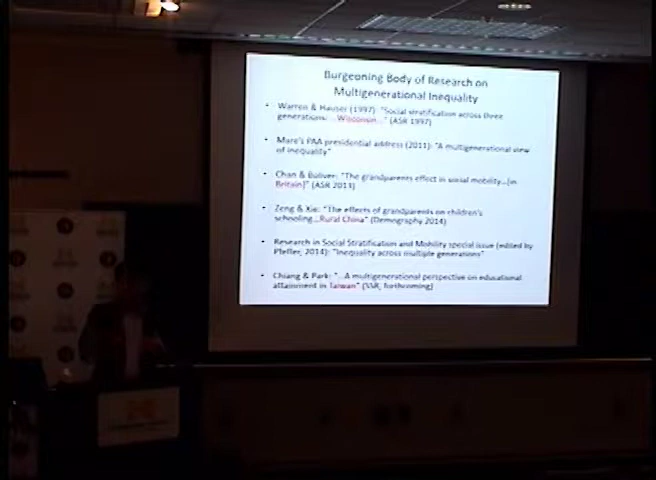 Burgeoning Body of Research on
Multigenerational Inequality
• Warren & Hauser (1997): "Social stratification across three
generations: ...Wisconsin..." (ASR 1997)
• Mare's PAA presidential address (2011): "A multigenerational view
of inequality"
• Chan & Boliver: "The grandparents effect in social mobility...[in
Britain]" (ASR 2013)
• Zeng & Xie: "The effects of grandparents on children's
schooling...Rural China" (Demography 2014)
• Research in Social Stratification and Mobility special issue (edited by
Pfeffer, 2014): "Inequality across multiple generations"
• Chiang & Park: "...A multigenerational perspective on educational
attainment in Taiwan" (SSR, forthcoming)